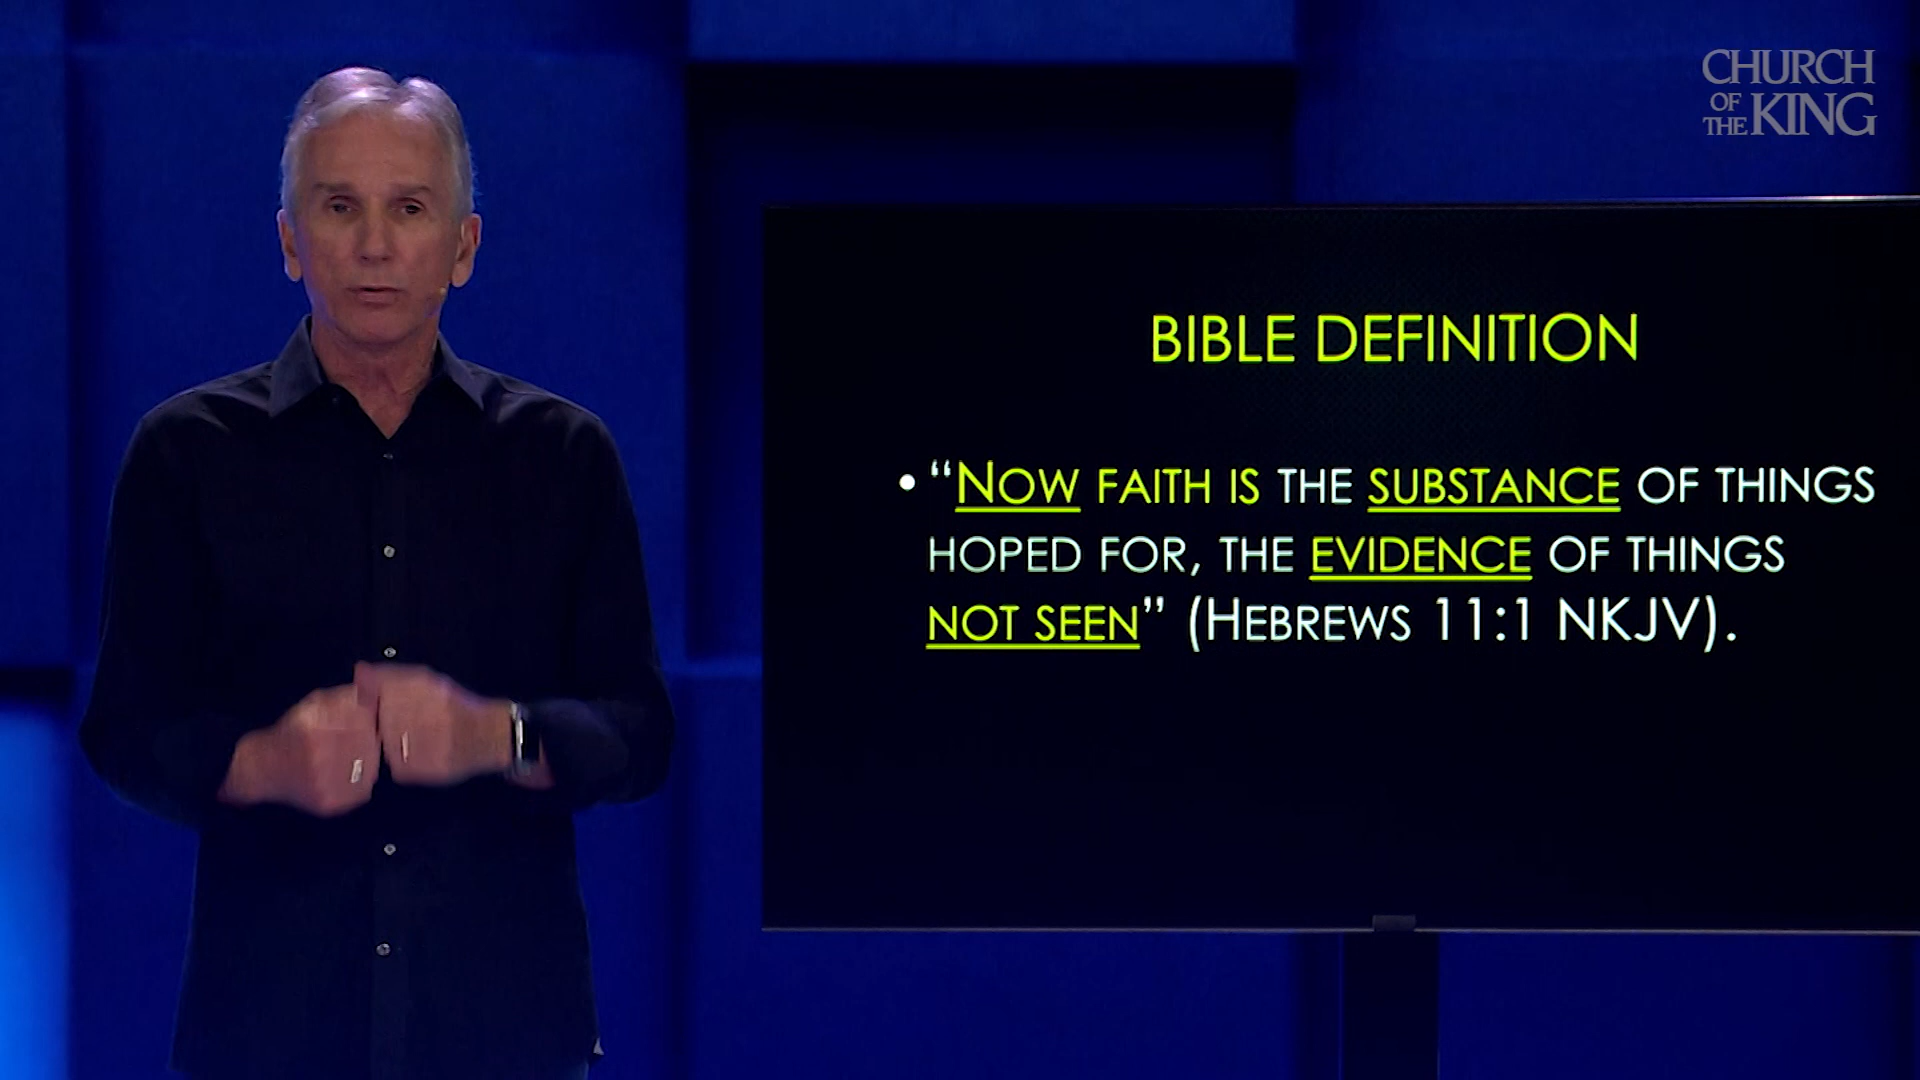 CHURCH
OF
THE KING
BIBLE DEFINITION
• “NOW FAITH IS THE SUBSTANCE OF THINGS
HOPED FOR, THE EVIDENCE OF THINGS
NOT SEEN” (HEBREWS 11:1 NKJV).